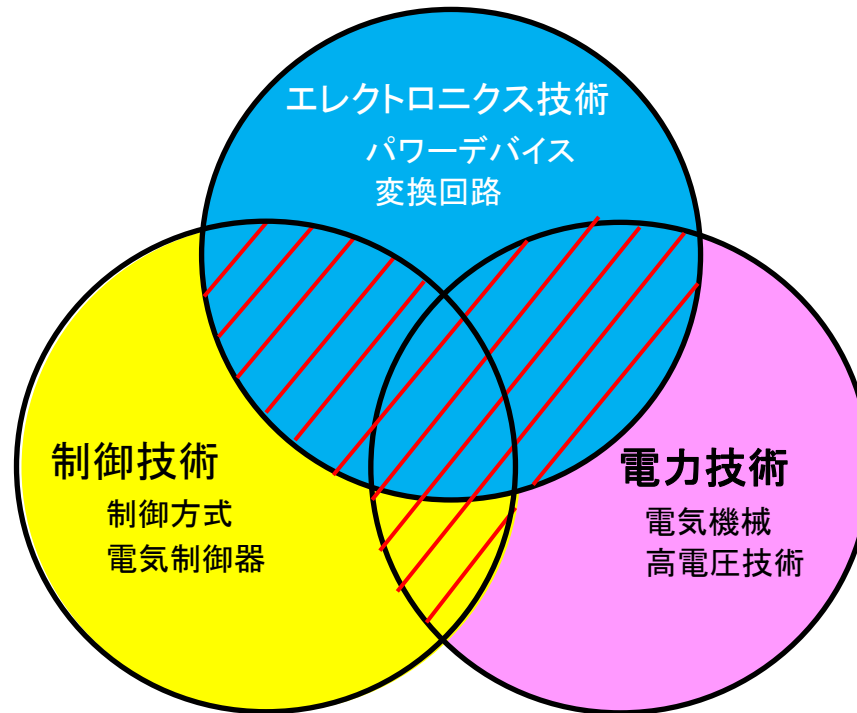 エレクトロニクス技術
パワーデバイス
変換回路
制御技術
制御方式
電気制御器
電力技術
電気機械
高電圧技術